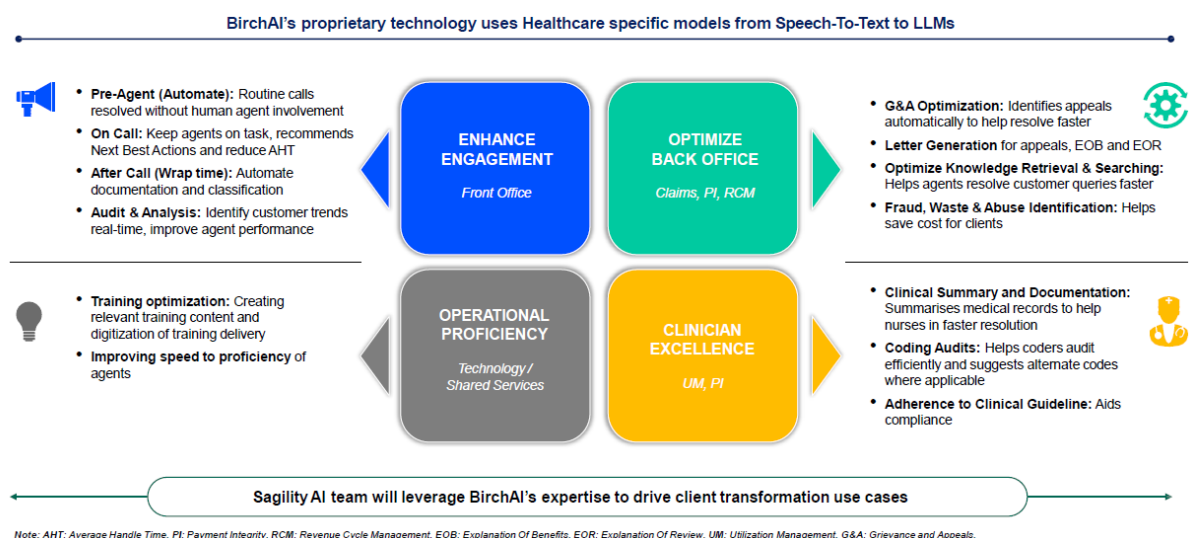 BirchAI's proprietary technology uses Healthcare specific models from Speech-To-Text to LLMs
• Pre-Agent (Automate): Routine calls
resolved without human agent involvement
• On Call: Keep agents on task, recommends
Next Best Actions and reduce AHT
• After Call (Wrap time): Automate
documentation and classification
• Audit & Analysis: Identify customer trends
real-time, improve agent performance
ENHANCE
ENGAGEMENT
Front Office
OPTIMIZE
BACK OFFICE
Claims, PI, RCM
• G&A Optimization: Identifies appeals
automatically to help resolve faster
• Letter Generation for appeals, EOB and EOR
• Optimize Knowledge Retrieval & Searching:
Helps agents resolve customer queries faster
• Fraud, Waste & Abuse Identification: Helps
save cost for clients
• Training optimization: Creating
relevant training content and
digitization of training delivery
• Improving speed to proficiency of
agents
OPERATIONAL
PROFICIENCY
Technology /
Shared Services
CLINICIAN
EXCELLENCE
UM, PI
• Clinical Summary and Documentation:
Summarises medical records to help
nurses in faster resolution
• Coding Audits: Helps coders audit
efficiently and suggests alternate codes
where applicable
• Adherence to Clinical Guideline: Aids
compliance
Sagility AI team will leverage BirchAI's expertise to drive client transformation use cases
Note: AHT: Average Handle Time, PI: Payment Integrity, RCM: Revenue Cycle Management, EOB: Explanation Of Benefits, EOR: Explanation Of Review, UM: Utilization Management, G&A: Grievance and Appeals.